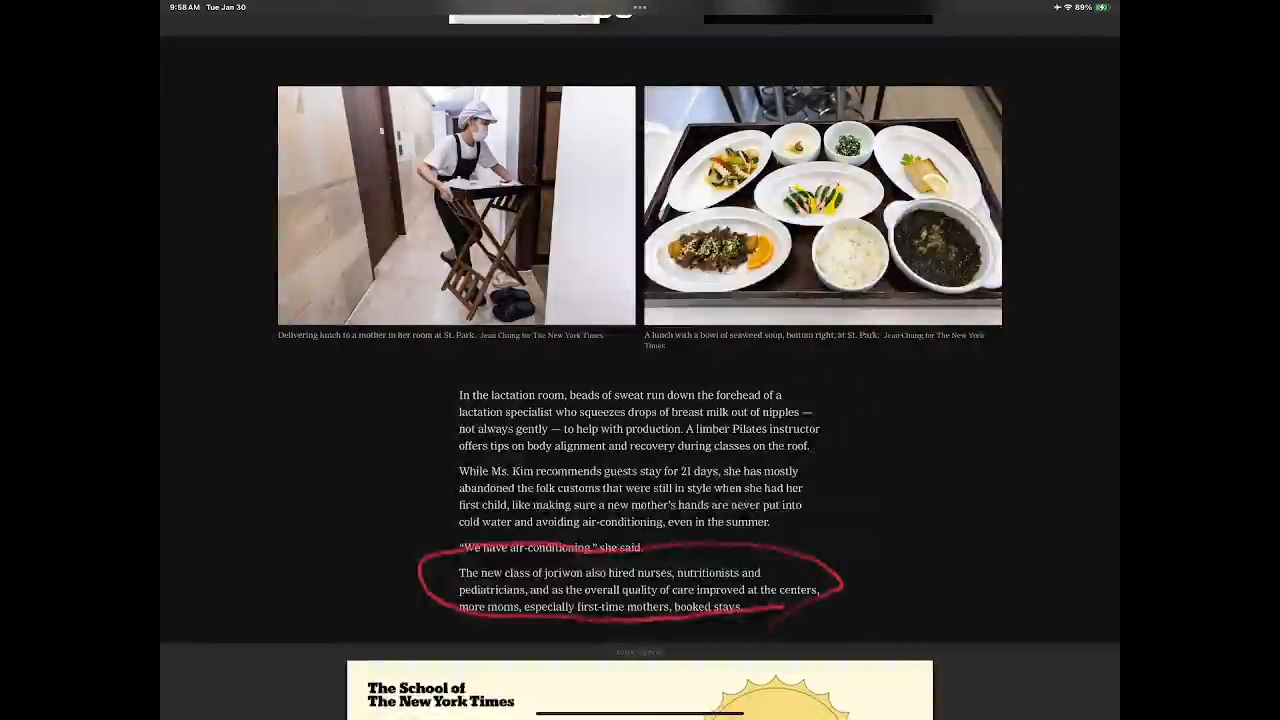 9:58 AM Tue Jan 30
89%
Delivering lunch to a mother in her room at St. Park. Jean Chung for The New York Times
A lunch with a bowl of seaweed soup, bottom right, at St. Park. Jean Chung for The New York
Times
In the lactation room, beads of sweat run down the forehead of a
lactation specialist who squeezes drops of breast milk out of nipples —
not always gently — to help with production. A limber Pilates instructor
offers tips on body alignment and recovery during classes on the roof.
While Ms. Kim recommends guests stay for 21 days, she has mostly
abandoned the folk customs that were still in style when she had her
first child, like making sure a new mother's hands are never put into
cold water and avoiding air-conditioning, even in the summer.
“We have air-conditioning,” she said.
The new class of joriwon also hired nurses, nutritionists and
pediatricians, and as the overall quality of care improved at the centers,
more moms, especially first-time mothers, booked stays.
ADVERTISEMENT
The School of
The New York Times